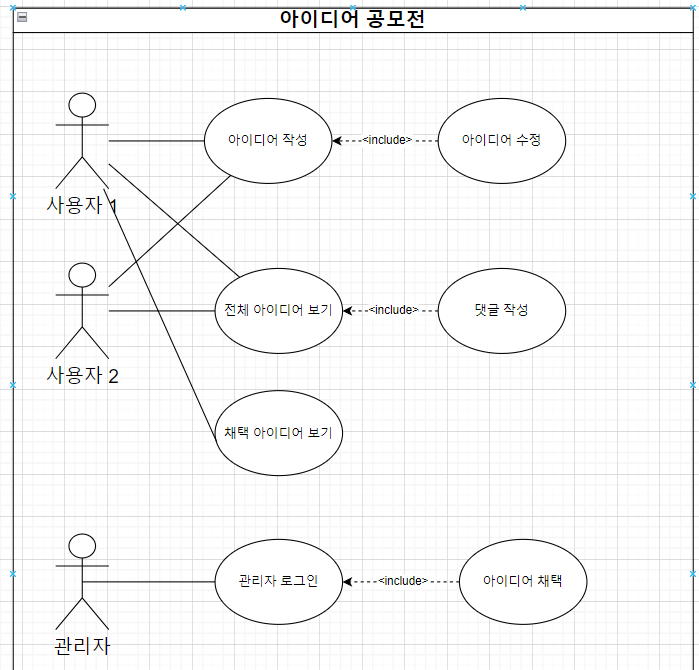 아이디어 공모전
아이디어 작성
<include>
아이디어 수정
사용자 1
전체 아이디어 보기
<include>
댓글 작성
사용자 2
채택 아이디어 보기
관리자 로그인
<include>
아이디어 채택
관리자